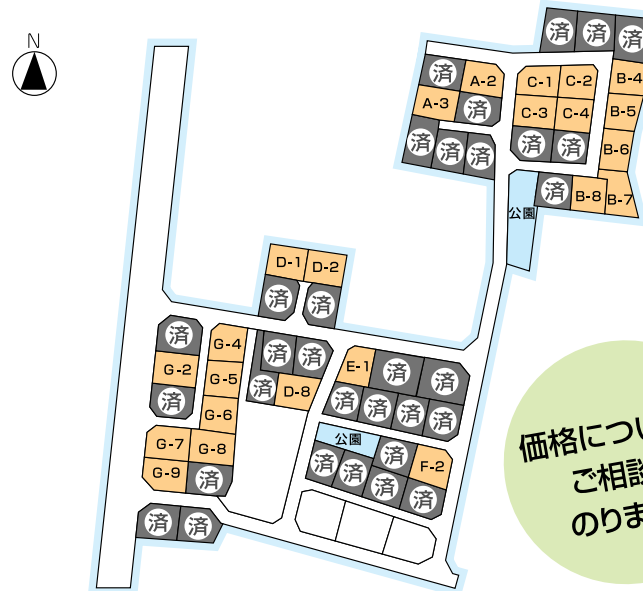 N
済 済 済
済 A-2 C-1 C-2 B-4
A-3 済 C-3 C-4 B-5
済 済 済 済 済 B-6
済 B-8 B-7
公園
D-1 D-2
済 済
済 G-4 済 済 E-1 済 済
G-2 G-5 済 D-8
済 G-6 済 済 済 済
G-7 G-8 公園 済 F-2
G-9 済 済 済 済 済
済 済
価格につい
ご相談
のりま